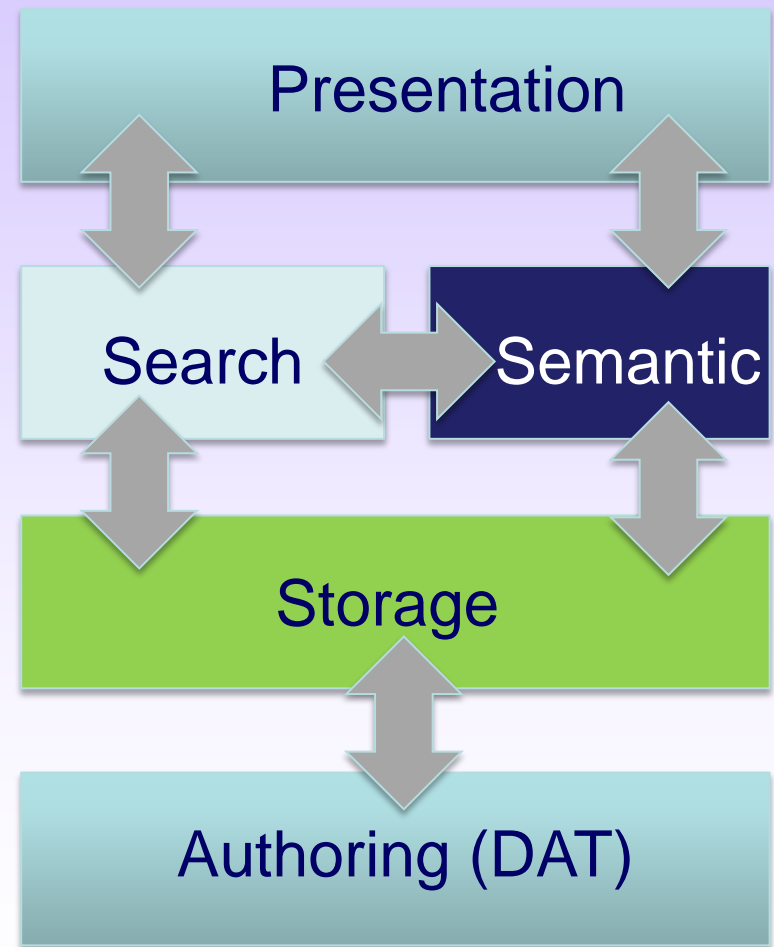 Presentation
Search
Semantic
Storage
Authoring (DAT)